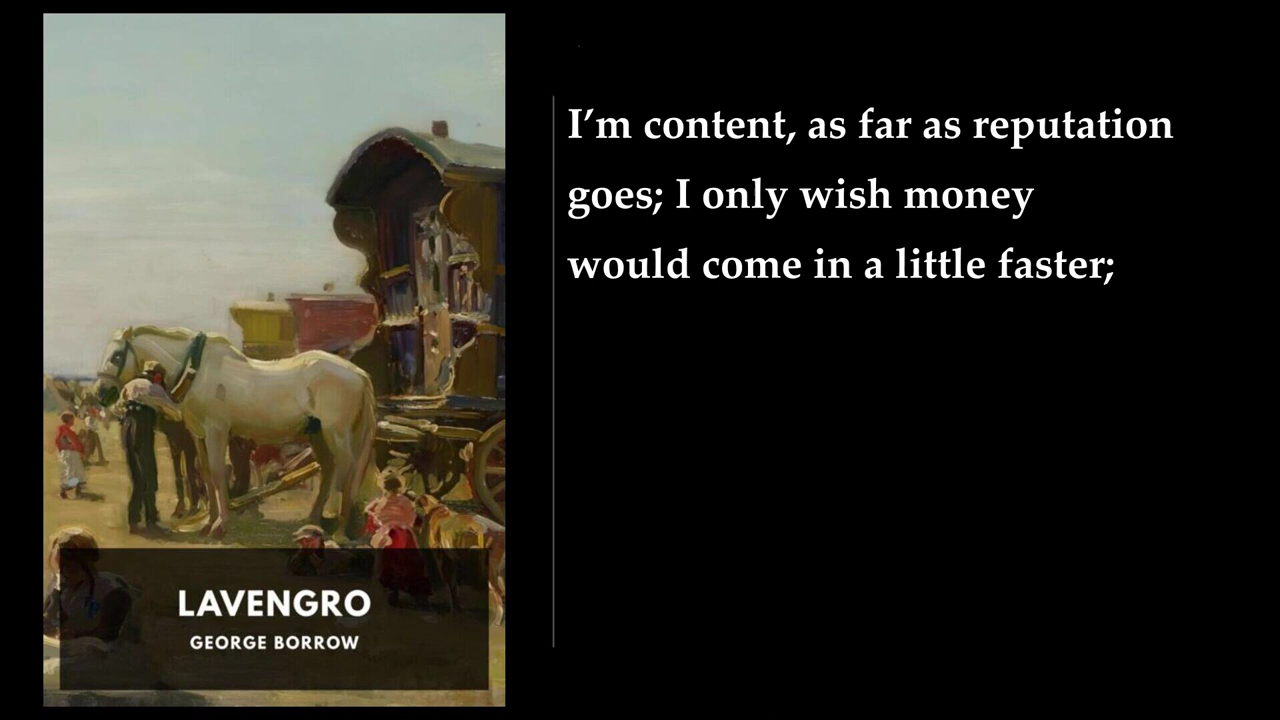 I’m content, as far as reputation
goes; I only wish money
would come in a little faster;
LAVENGRO
GEORGE BORROW